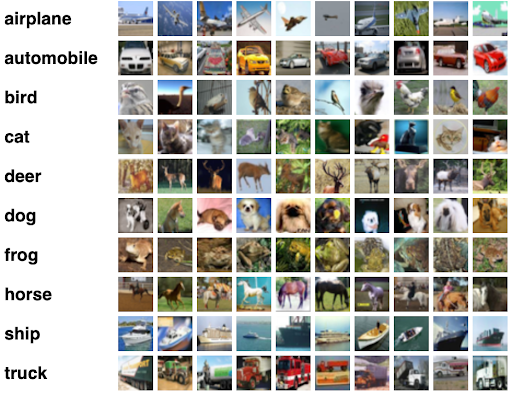 airplane
automobile
bird
cat
deer
dog
frog
horse
ship
truck